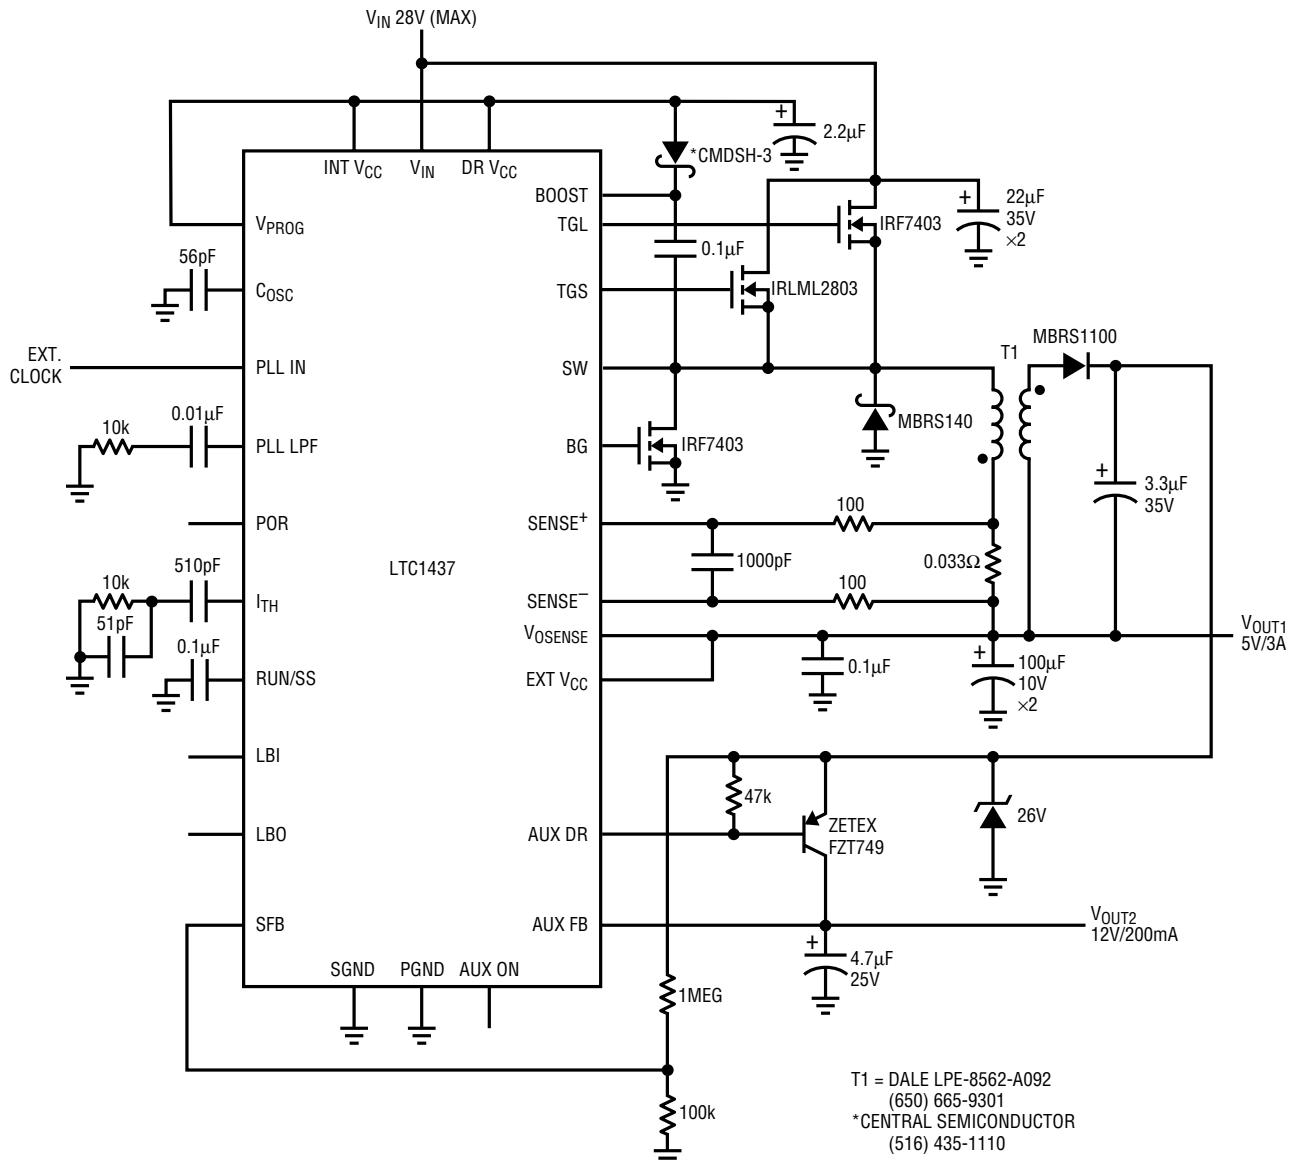 VIN 28V (MAX)
+
2.2µF
*CMDSH-3
INT VCC
VIN
DR VCC
BOOST
TGL
IRF7403
+
22µF
35V
×2
VPROG
56pF
COSC
0.1µF
TGS
IRLML2803
EXT.
CLOCK
PLL IN
SW
T1
MBRS1100
10k
0.01µF
PLL LPF
BG
IRF7403
MBRS140
+
3.3µF
35V
POR
SENSE+
100
LTC1437
1000pF
0.033Ω
10k
510pF
ITH
51pF
SENSE–
100
VOSENSE
VOUT1
5V/3A
0.1µF
RUN/SS
EXT VCC
0.1µF
+
100µF
10V
×2
LBI
47k
26V
LBO
AUX DR
ZETEX
FZT749
SFB
AUX FB
VOUT2
12V/200mA
+
4.7µF
25V
SGND
PGND
AUX ON
1MEG
100k
T1 = DALE LPE-8562-A092
(650) 665-9301
*CENTRAL SEMICONDUCTOR
(516) 435-1110